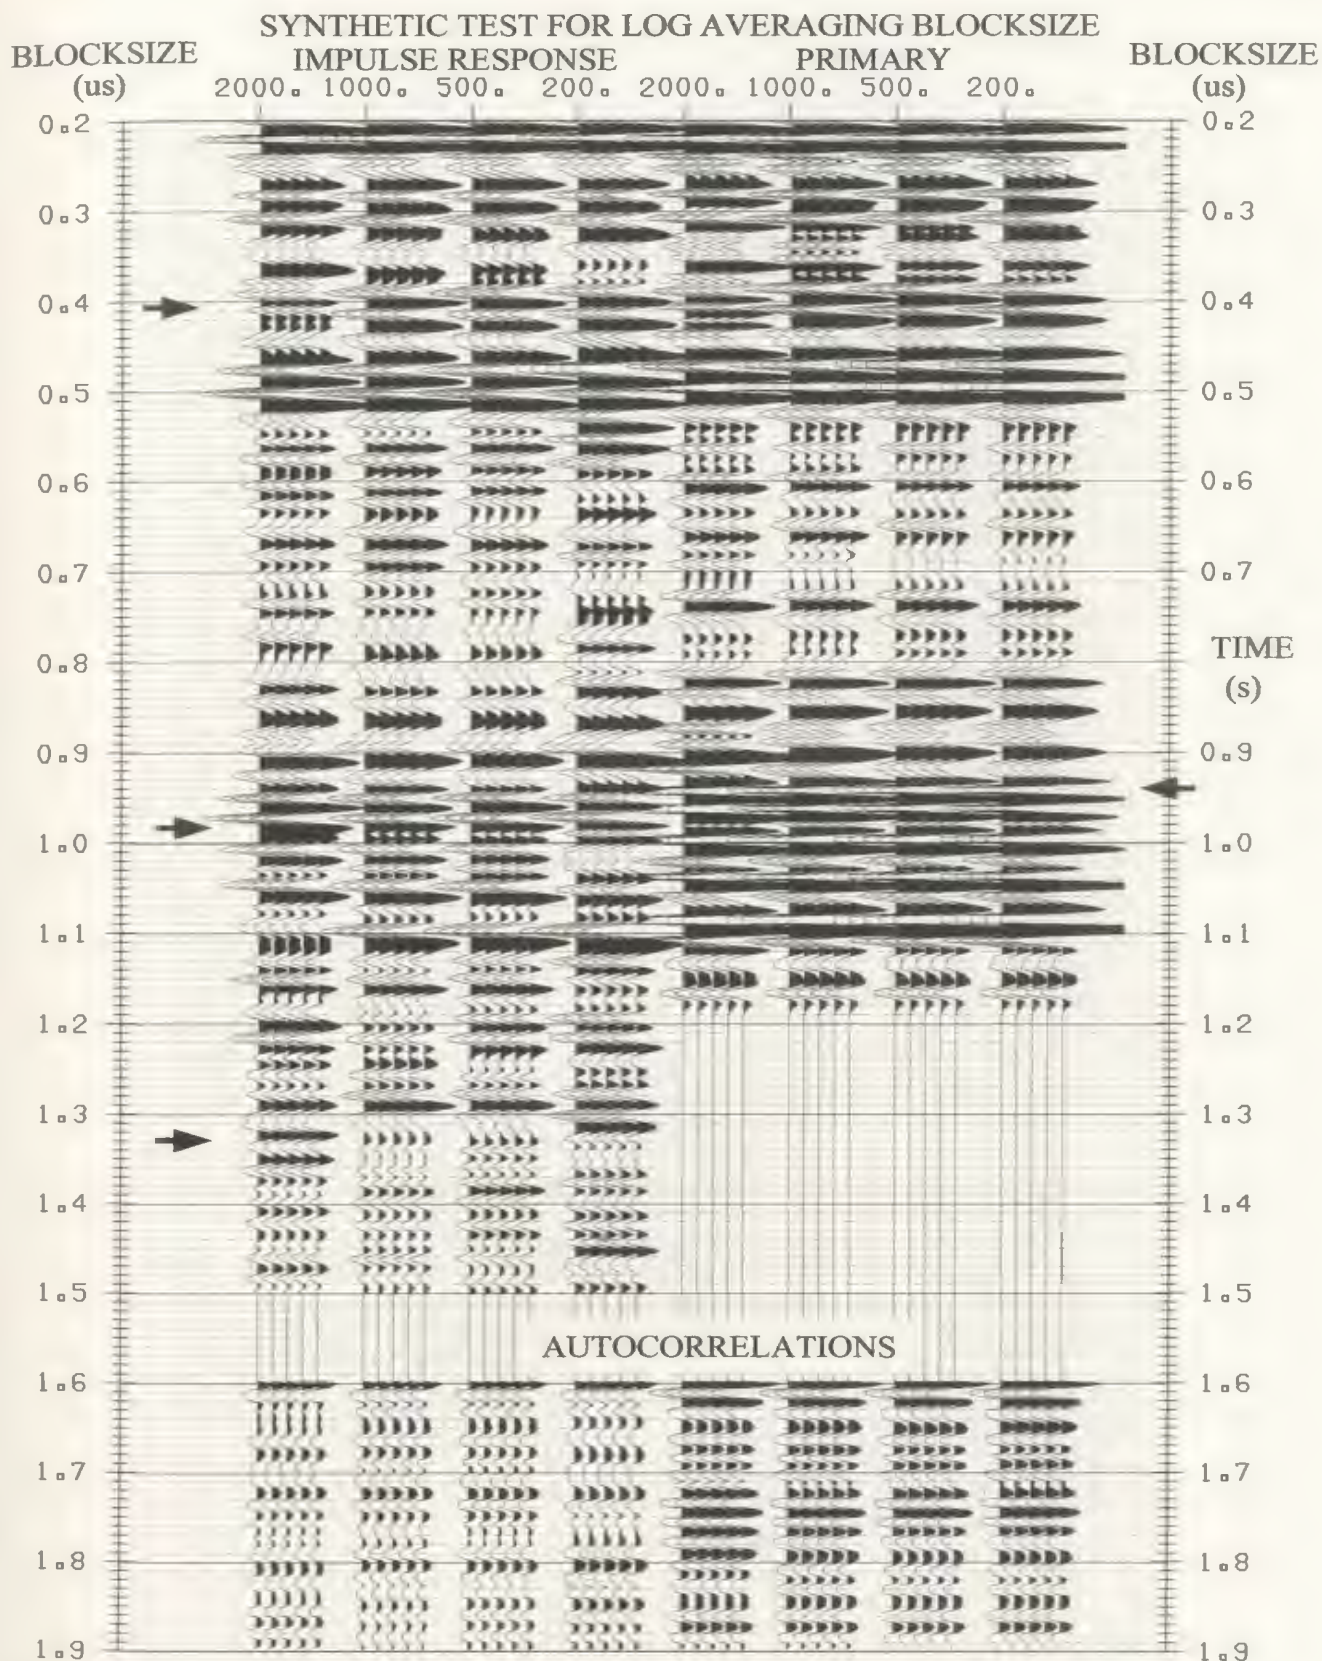 SYNTHETIC TEST FOR LOG AVERAGING BLOCKSIZE
BLOCKSIZE IMPULSE RESPONSE PRIMARY BLOCKSIZE
(us) 2000. 1000. 500. 200. 2000. 1000. 500. 200. (us)
0.2 0.2
0.3 0.3
0.4 0.4
0.5 0.5
0.6 0.6
0.7 0.7
0.8 TIME
(s)
0.9 0.9
1.0 1.0
1.1 1.1
1.2 1.2
1.3 1.3
1.4 1.4
1.5 1.5
AUTOCORRELATIONS
1.6 1.6
1.7 1.7
1.8 1.8
1.9 1.9